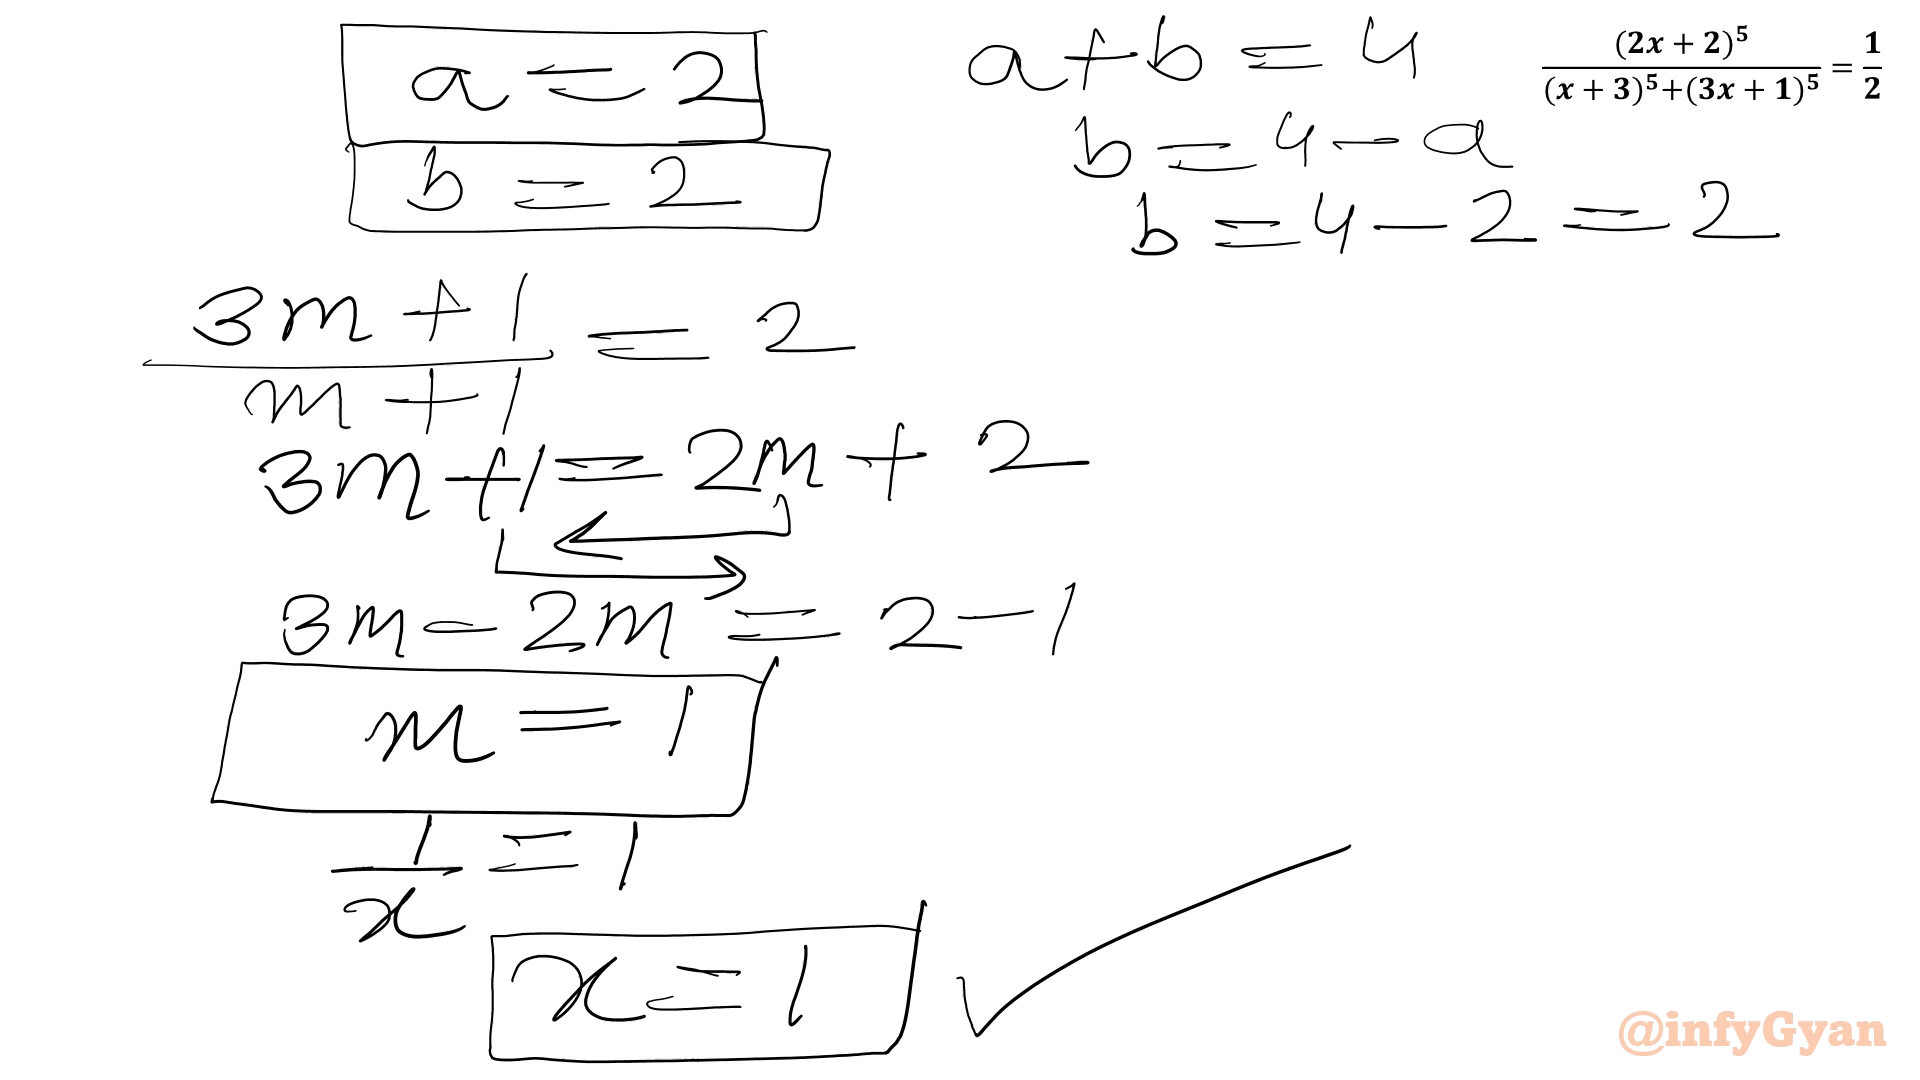 a = 2
b = 2
a + b = 4
b = 4 - a
b = 4 - 2 = 2
(2x + 2)⁵ / (x + 3)⁵+(3x + 1)⁵ = 1/2
3m + 1 / m + 1 = 2
3m + 1 = 2m + 2
3m - 2m = 2 - 1
m = 1
1/x = 1
x = 1
@infyGyan